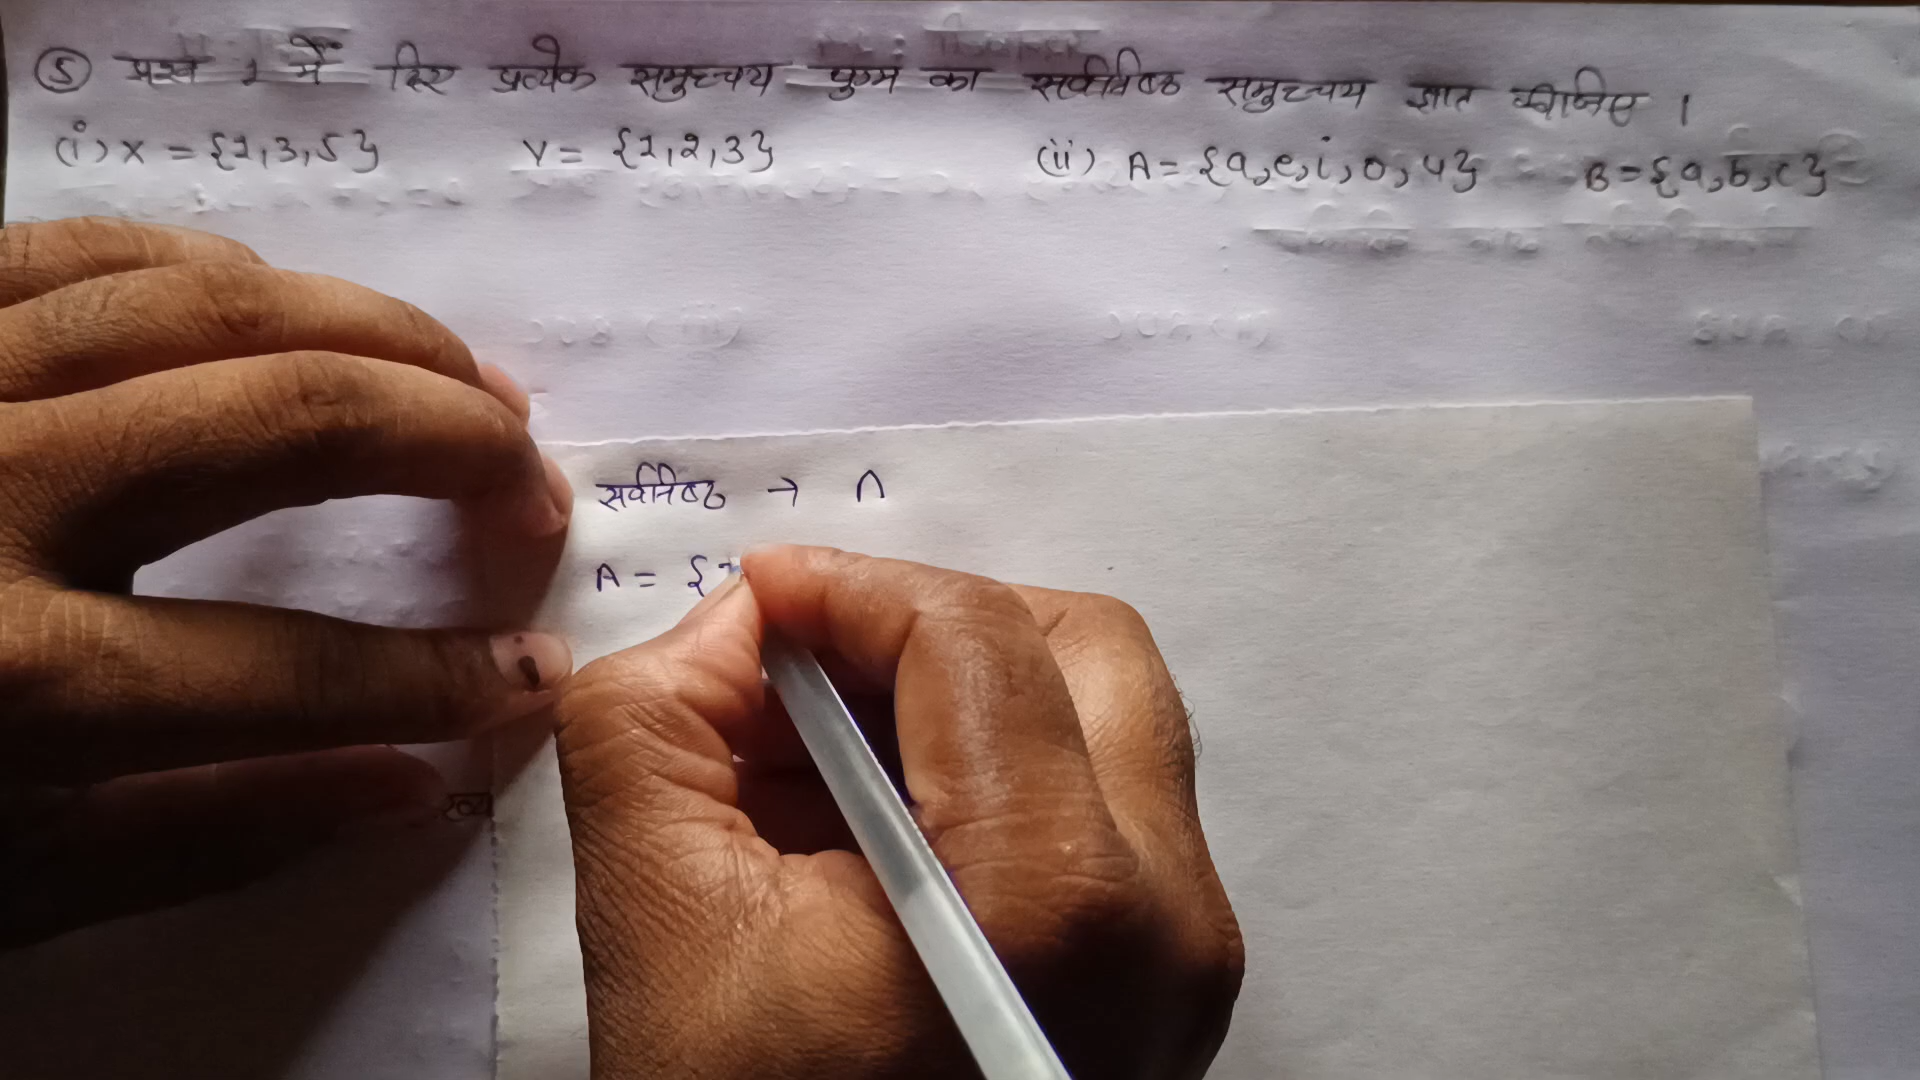 ⑤ प्रश्न 1 में दिए प्रत्येक समुच्चय युग्म का सर्वनिष्ठ समुच्चय ज्ञात कीजिए ।
(i) X = {1,3,5} Y = {1,2,3} (ii) A = {a,e,i,o,u} B = {a,b,c}
सर्वनिष्ठ → ∩
A = {1